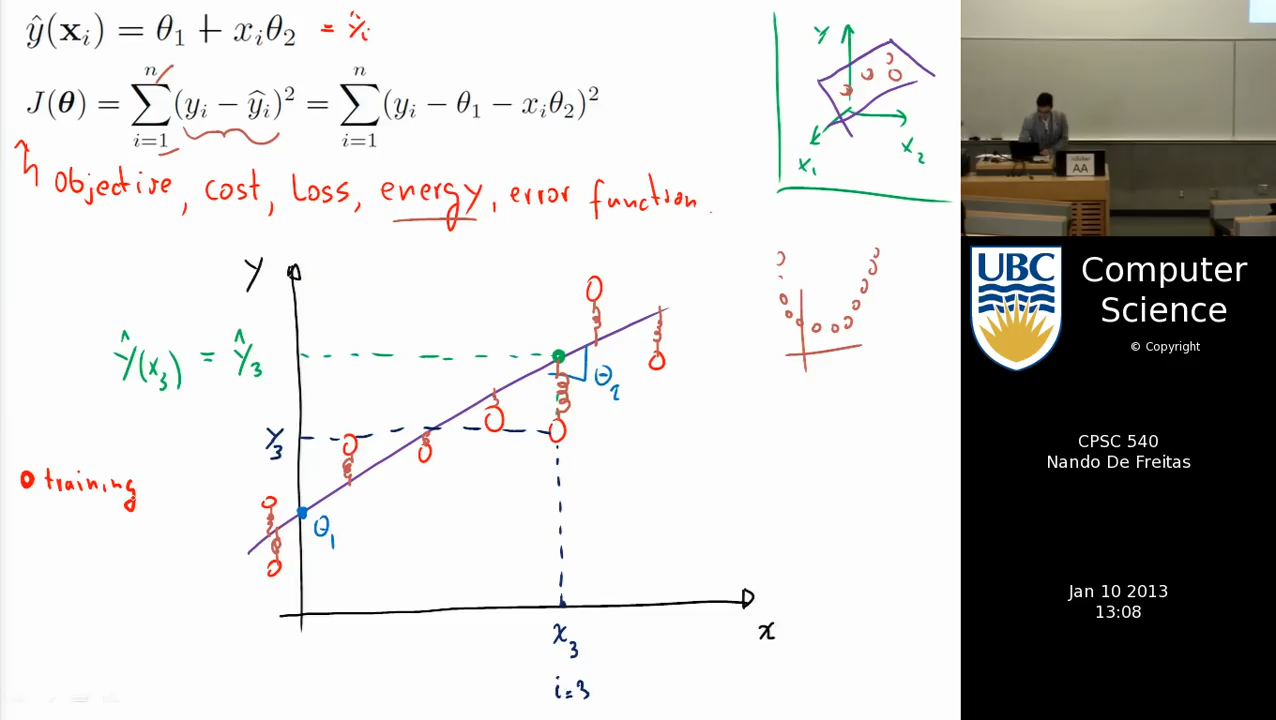 ŷ(xᵢ) = θ₁ + xᵢθ₂ = ŷᵢ
J(θ) = ∑ⁿᵢ₌₁ (yᵢ − ŷᵢ)² = ∑ⁿᵢ₌₁ (yᵢ − θ₁ − xᵢθ₂)²
objective, cost, Loss, energy, error function.
y
x₁
x₂
AA
y
ŷ(x₃) = ŷ₃
θ₂
y₃
training
θ₁
x₃
x
i=3
UBC
Computer
Science
© Copyright
CPSC 540
Nando De Freitas
Jan 10 2013
13:08